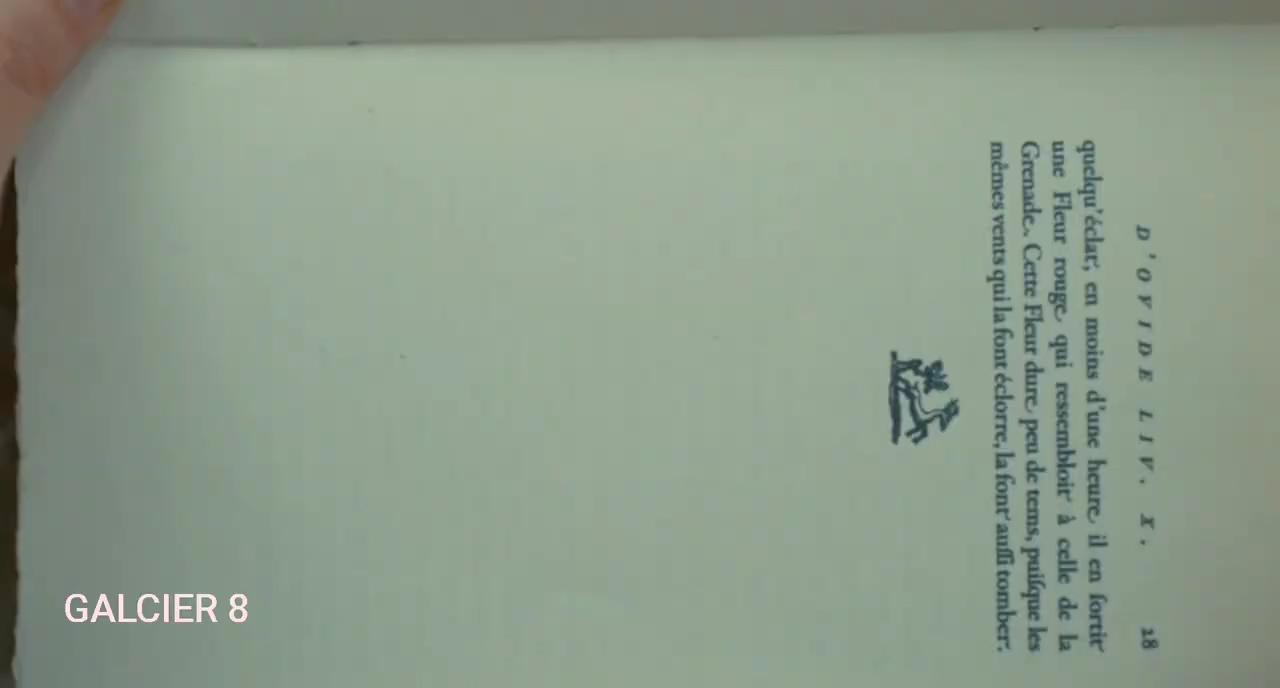 D'OVIDE LIV. X. 18
quelqu'éclat; en moins d'une heure il en ſortit
une Fleur rouge qui ressembloit à celle de la
Grenade. Cette Fleur dure peu de tems, puiſque les
mêmes vents qui la font éclorre, la font auſſi tomber.
GALCIER 8